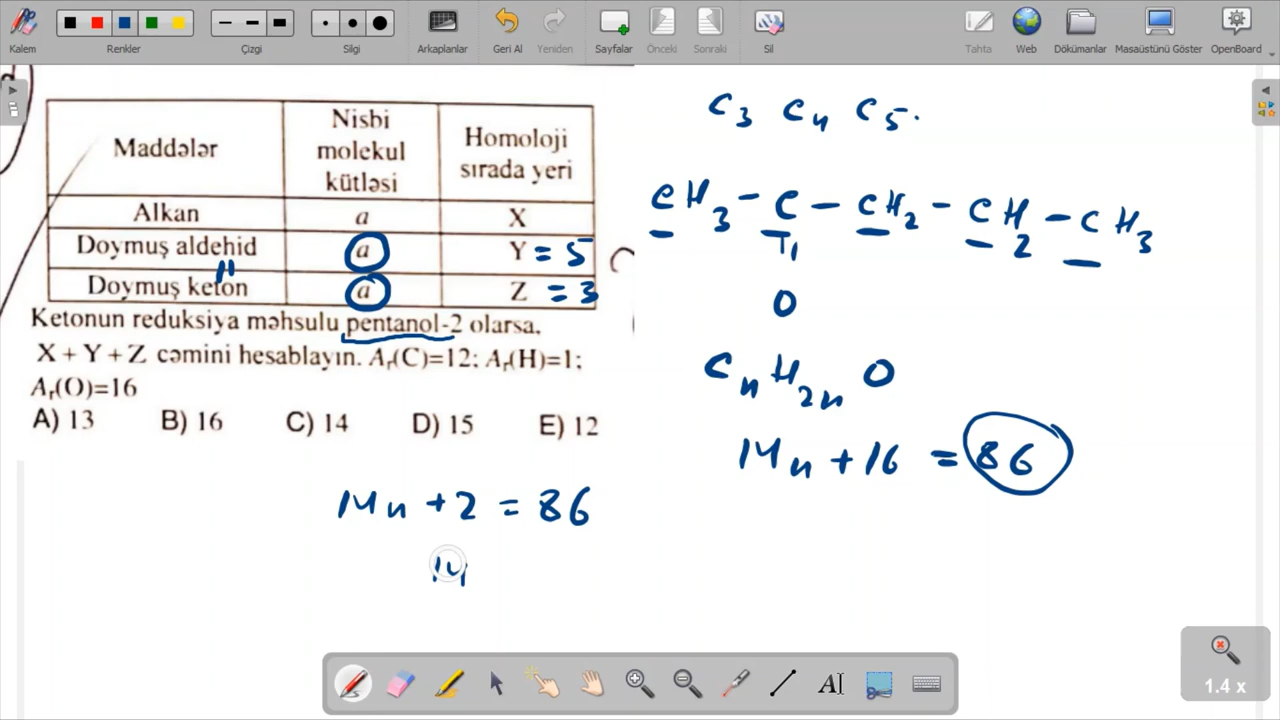 Kalem Renkler Çizgi Silgi Arkaplanlar Geri Al Yeniden Sayfalar Önceki Sonraki Sil Tahta Web Dökümanlar Masaüstünü Göster OpenBoard
Maddələr
Nisbi molekul kütləsi
Homoloji sırada yeri
Alkan a X
Doymuş aldehid a Y = 5
Doymuş keton a Z = 3
Ketonun reduksiya məhsulu pentanol-2 olarsa,
X + Y + Z cəmini hesablayın. Aᵣ(C)=12; Aᵣ(H)=1;
Aᵣ(O)=16
A) 13 B) 16 C) 14 D) 15 E) 12
C₃ C₄ C₅.
CH₃ - C - CH₂ - CH₂ - CH₃
O
CₙH₂ₙO
14n + 16 = 86
14n + 2 = 86
14
AI
1.4 x